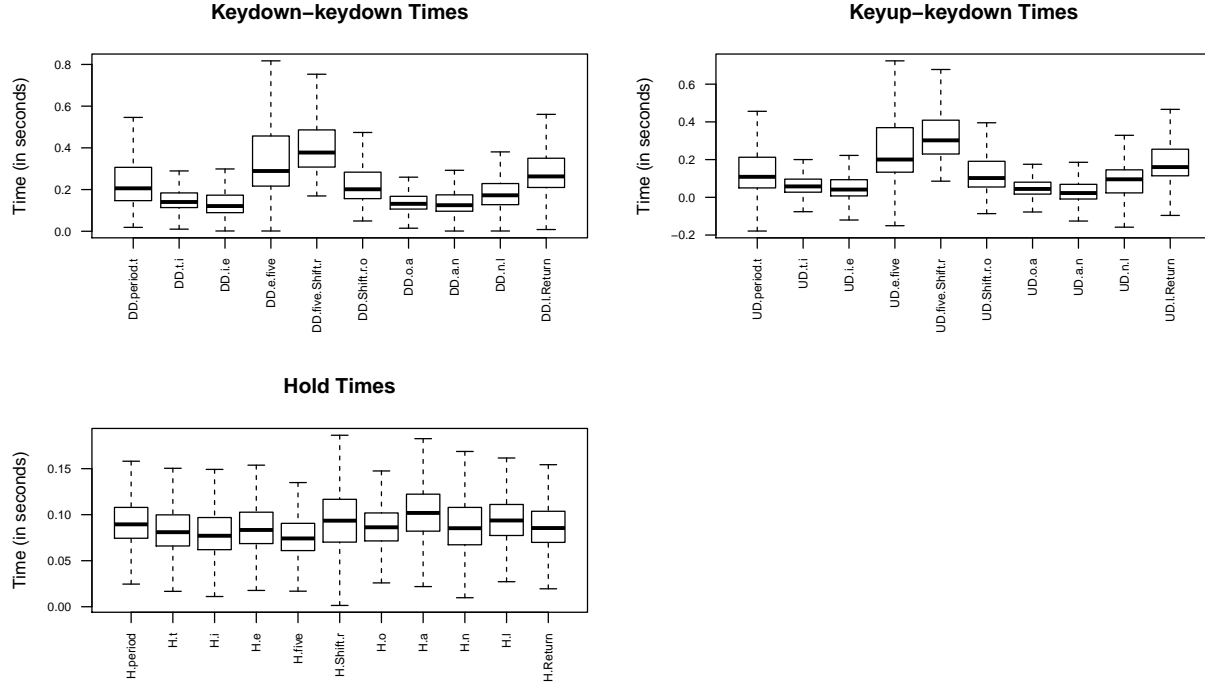 Keydown−keydown Times
Time (in seconds)
0.8
0.6
0.4
0.2
0.0
DD.period.t
DD.t.i
DD.i.e
DD.e.five
DD.five.Shift.r
DD.Shift.r.o
DD.o.a
DD.a.n
DD.n.l
DD.l.Return
Keyup−keydown Times
Time (in seconds)
0.6
0.4
0.2
0.0
−0.2
UD.period.t
UD.t.i
UD.i.e
UD.e.five
UD.five.Shift.r
UD.Shift.r.o
UD.o.a
UD.a.n
UD.n.l
UD.l.Return
Hold Times
Time (in seconds)
0.15
0.10
0.05
0.00
H.period
H.t
H.i
H.e
H.five
H.Shift.r
H.o
H.a
H.n
H.l
H.Return